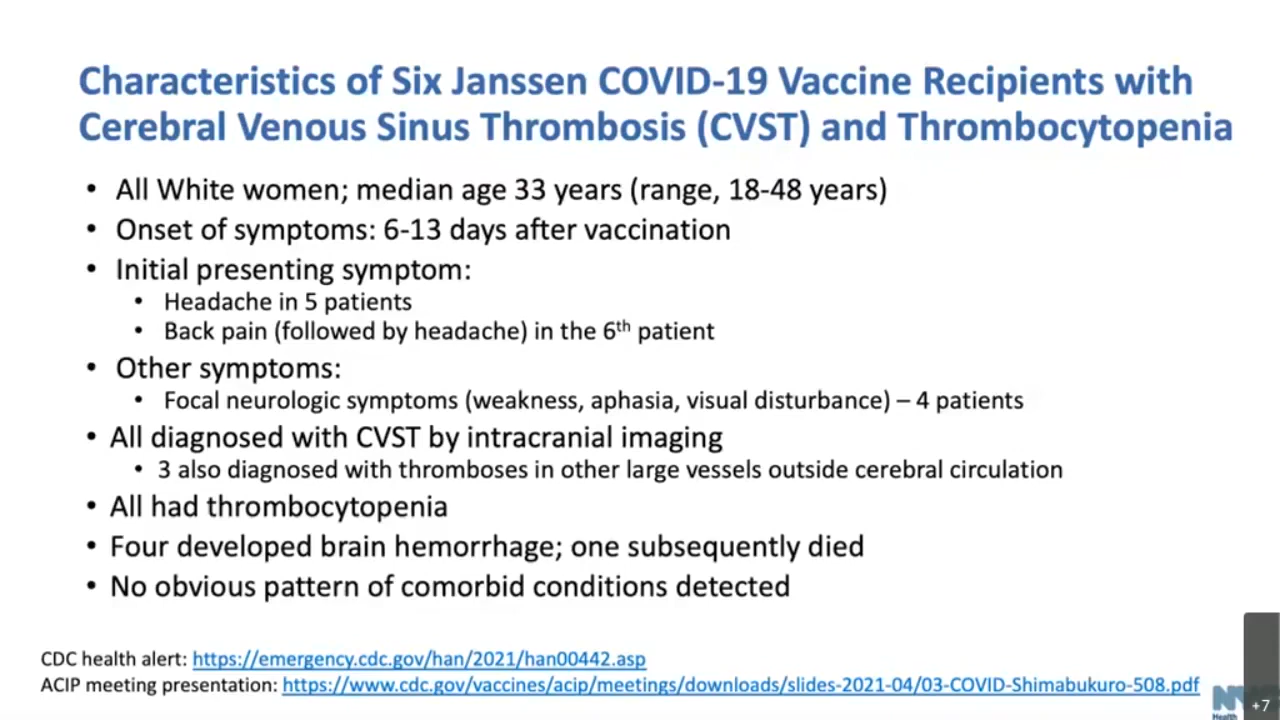 Characteristics of Six Janssen COVID-19 Vaccine Recipients with
Cerebral Venous Sinus Thrombosis (CVST) and Thrombocytopenia
• All White women; median age 33 years (range, 18-48 years)
• Onset of symptoms: 6-13 days after vaccination
• Initial presenting symptom:
• Headache in 5 patients
• Back pain (followed by headache) in the 6th patient
• Other symptoms:
• Focal neurologic symptoms (weakness, aphasia, visual disturbance) – 4 patients
• All diagnosed with CVST by intracranial imaging
• 3 also diagnosed with thromboses in other large vessels outside cerebral circulation
• All had thrombocytopenia
• Four developed brain hemorrhage; one subsequently died
• No obvious pattern of comorbid conditions detected
CDC health alert: https://emergency.cdc.gov/han/2021/han00442.asp
ACIP meeting presentation: https://www.cdc.gov/vaccines/acip/meetings/downloads/slides-2021-04/03-COVID-Shimabukuro-508.pdf
Health
+7